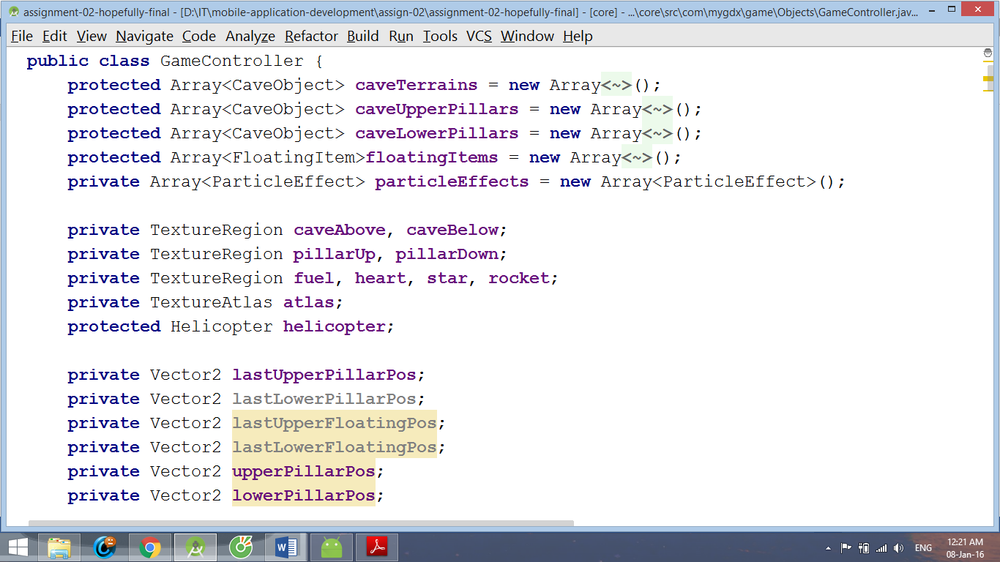 assignment-02-hopefully-final - [D:\IT\mobile-application-development\assign-02\assignment-02-hopefully-final] - [core] - ...\core\src\com\mygdx\game\Objects\GameController.jav...
File Edit View Navigate Code Analyze Refactor Build Run Tools VCS Window Help
public class GameController {
protected Array<CaveObject> caveTerrains = new Array<~>();
protected Array<CaveObject> caveUpperPillars = new Array<~>();
protected Array<CaveObject> caveLowerPillars = new Array<~>();
protected Array<FloatingItem>floatingItems = new Array<~>();
private Array<ParticleEffect> particleEffects = new Array<ParticleEffect>();
private TextureRegion caveAbove, caveBelow;
private TextureRegion pillarUp, pillarDown;
private TextureRegion fuel, heart, star, rocket;
private TextureAtlas atlas;
protected Helicopter helicopter;
private Vector2 lastUpperPillarPos;
private Vector2 lastLowerPillarPos;
private Vector2 lastUpperFloatingPos;
private Vector2 lastLowerFloatingPos;
private Vector2 upperPillarPos;
private Vector2 lowerPillarPos;
ENG
12:21 AM
08-Jan-16